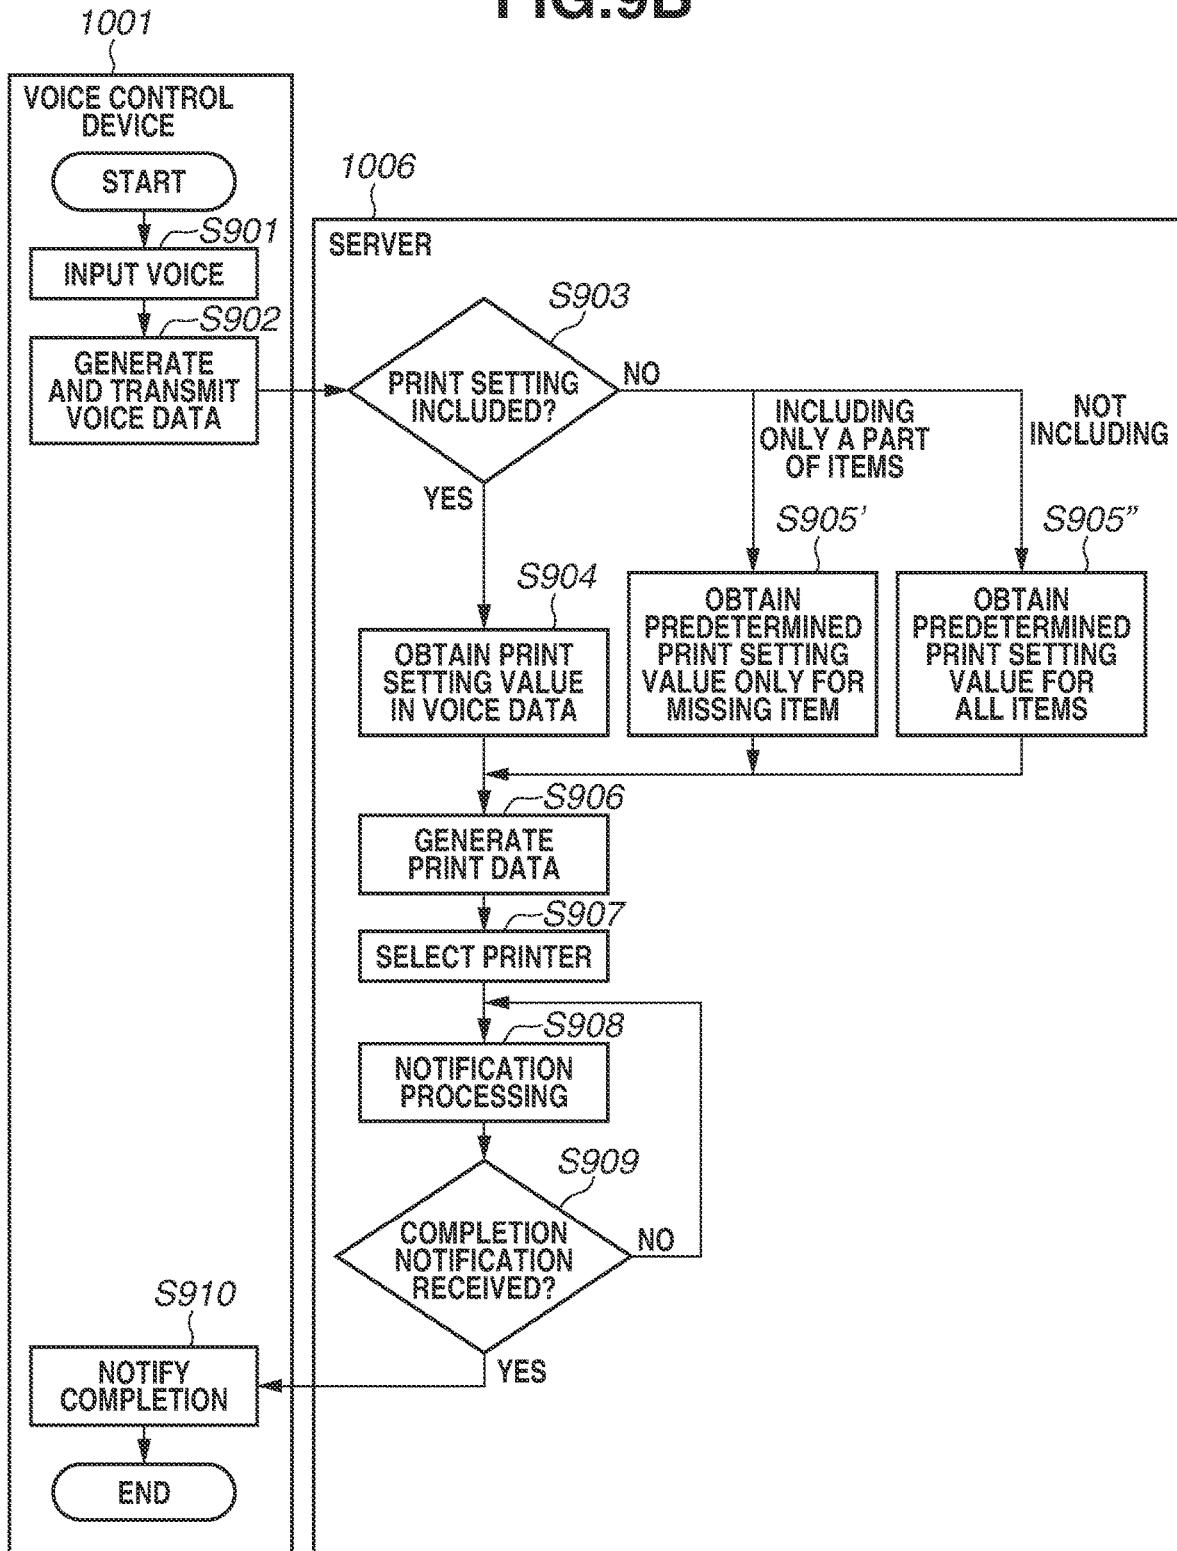 FIG.9B
1001
VOICE CONTROL
DEVICE
START
S901
INPUT VOICE
S902
GENERATE
AND TRANSMIT
VOICE DATA
1006
SERVER
S903
PRINT SETTING
INCLUDED?
NO
INCLUDING
ONLY A PART
OF ITEMS
NOT
INCLUDING
YES
S904
OBTAIN PRINT
SETTING VALUE
IN VOICE DATA
S905'
OBTAIN
PREDETERMINED
PRINT SETTING
VALUE ONLY FOR
MISSING ITEM
S905"
OBTAIN
PREDETERMINED
PRINT SETTING
VALUE FOR
ALL ITEMS
S906
GENERATE
PRINT DATA
S907
SELECT PRINTER
S908
NOTIFICATION
PROCESSING
S909
COMPLETION
NOTIFICATION
RECEIVED?
NO
YES
S910
NOTIFY
COMPLETION
END